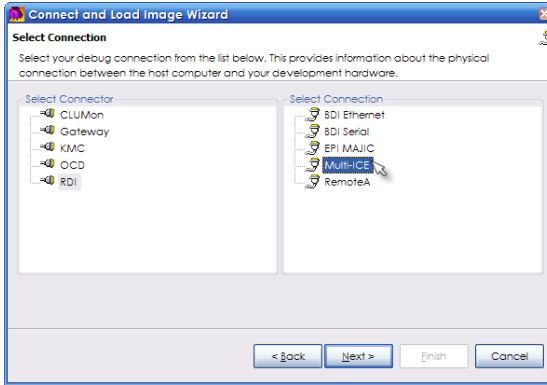 Connect and Load Image Wizard
Select Connection
Select your debug connection from the list below. This provides information about the physical
connection between the host computer and your development hardware.
Select Connector
CLUMon
Gateway
KMC
OCD
RDI
Select Connection
BDI Ethernet
BDI Serial
EPI MAJIC
Multi-ICE
RemoteA
< Back
Next >
Finish
Cancel